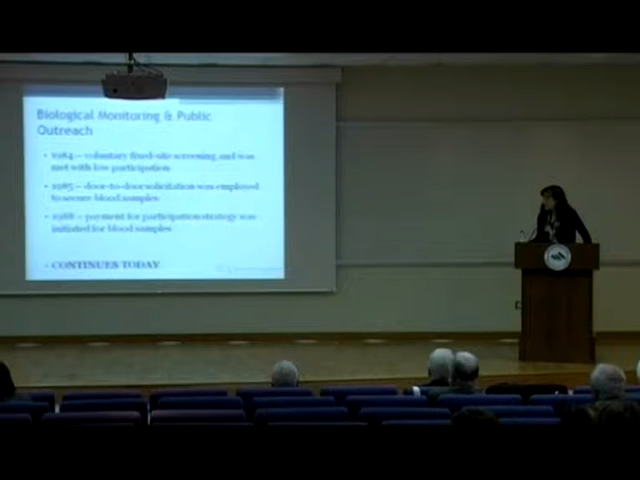 Biological Monitoring & Public
Outreach
• 1984 – voluntary fixed-site screening and was
met with low participation
• 1985 – door-to-door solicitation was employed
to secure blood samples
• 1988 – payment for participation strategy was
initiated for blood samples
• CONTINUES TODAY